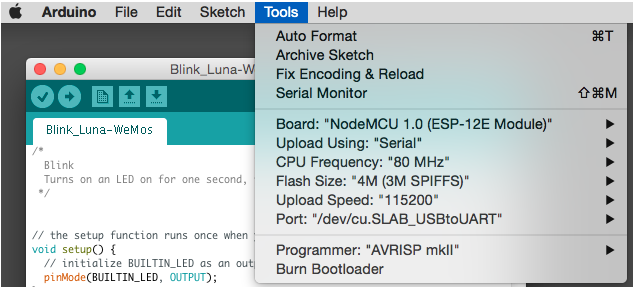 Arduino File Edit Sketch Tools Help
Auto Format ⌘T
Archive Sketch
Fix Encoding & Reload
Serial Monitor ⇧⌘M
Board: "NodeMCU 1.0 (ESP-12E Module)"
Upload Using: "Serial"
CPU Frequency: "80 MHz"
Flash Size: "4M (3M SPIFFS)"
Upload Speed: "115200"
Port: "/dev/cu.SLAB_USBtoUART"
Programmer: "AVRISP mkII"
Burn Bootloader
Blink_Luna-We
Blink_Luna-WeMos
/*
Blink
Turns on an LED on for one second,
*/
// the setup function runs once when
void setup() {
// initialize BUILTIN_LED as an out
pinMode(BUILTIN_LED, OUTPUT);